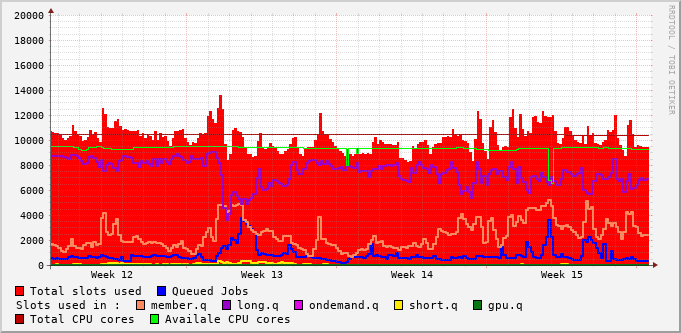 20000
18000
16000
14000
12000
10000
8000
6000
4000
2000
0
RRDTOOL / TOBI OETIKER
Week 12 Week 13 Week 14 Week 15
Total slots used Queued Jobs
Slots used in : member.q long.q ondemand.q short.q gpu.q
Total CPU cores Availale CPU cores